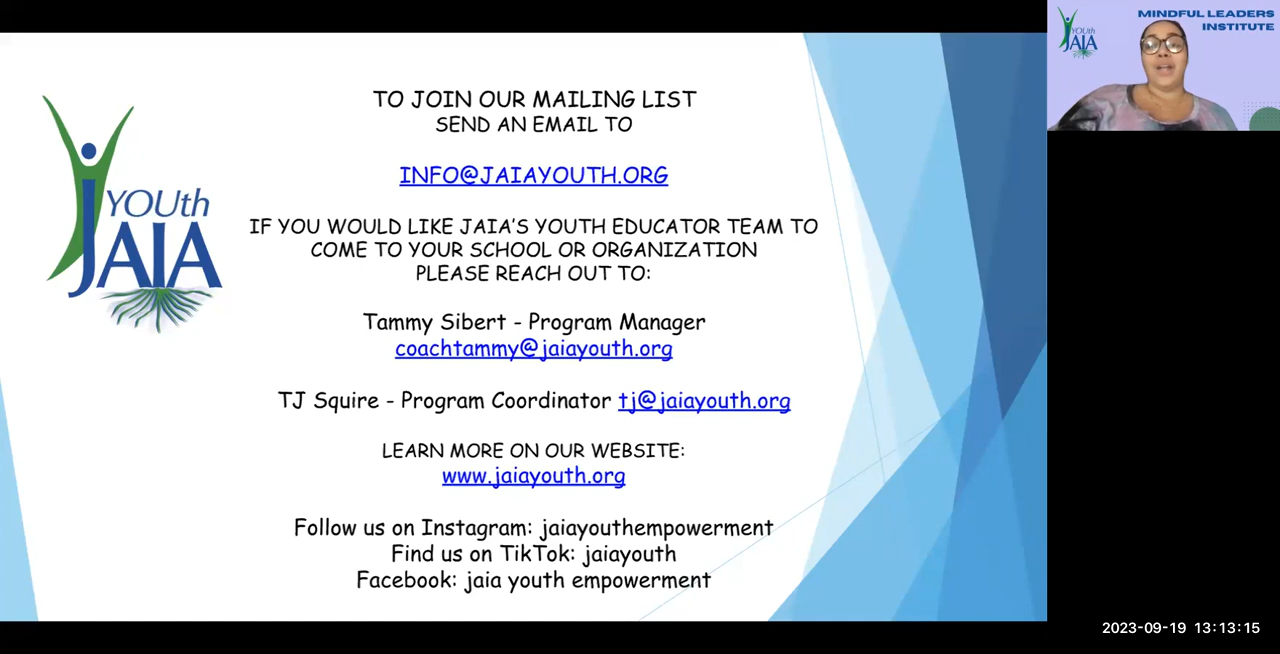 MINDFUL LEADERS
INSTITUTE
YOUth
JAIA
TO JOIN OUR MAILING LIST
SEND AN EMAIL TO
INFO@JAIAYOUTH.ORG
IF YOU WOULD LIKE JAIA'S YOUTH EDUCATOR TEAM TO
COME TO YOUR SCHOOL OR ORGANIZATION
PLEASE REACH OUT TO:
Tammy Sibert - Program Manager
coachtammy@jaiayouth.org
TJ Squire - Program Coordinator tj@jaiayouth.org
LEARN MORE ON OUR WEBSITE:
www.jaiayouth.org
Follow us on Instagram: jaiayouthempowerment
Find us on TikTok: jaiayouth
Facebook: jaia youth empowerment
YOUth
JAIA
2023-09-19 13:13:15